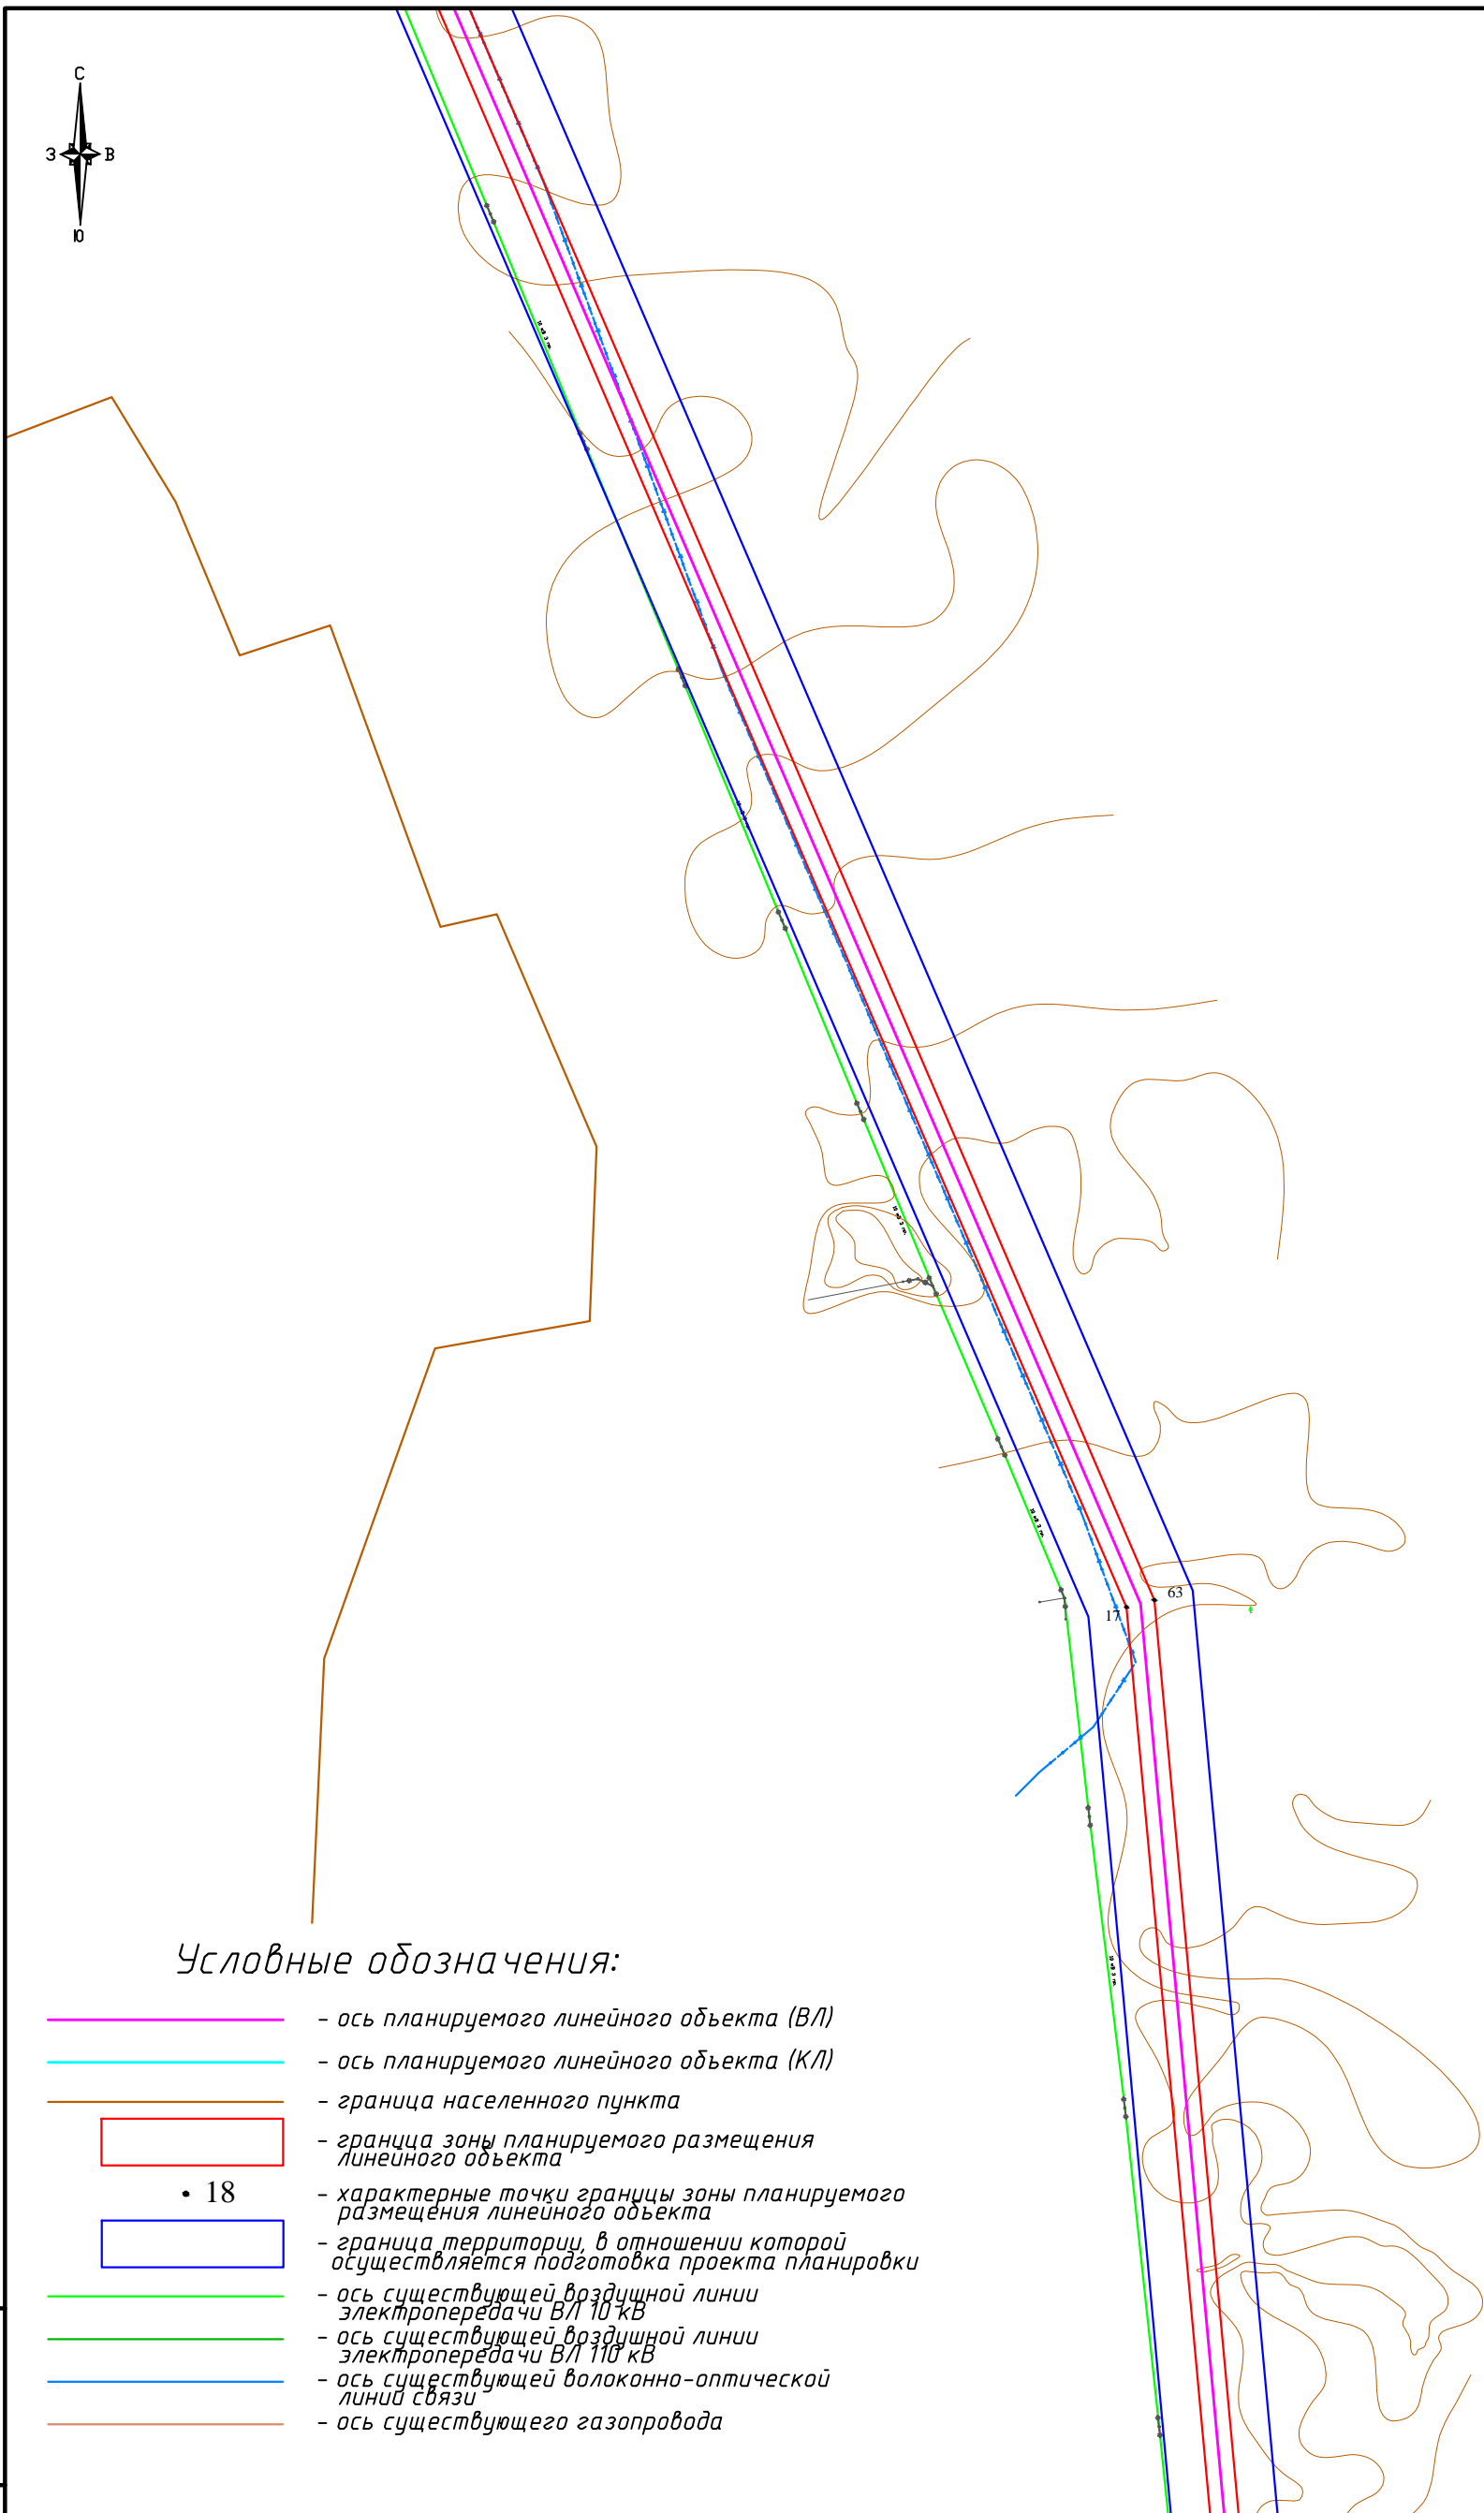 С
З В
Ю
63
17
Условные обозначения:
- ось планируемого линейного объекта (ВЛ)
- ось планируемого линейного объекта (КЛ)
- граница населенного пункта
- граница зоны планируемого размещения
линейного объекта
18
- характерные точки границы зоны планируемого
размещения линейного объекта
- граница территории, в отношении которой
осуществляется подготовка проекта планировки
- ось существующей воздушной линии
электропередачи ВЛ 10 кВ
- ось существующей воздушной линии
электропередачи ВЛ 110 кВ
- ось существующей волоконно-оптической
линии связи
- ось существующего газопровода